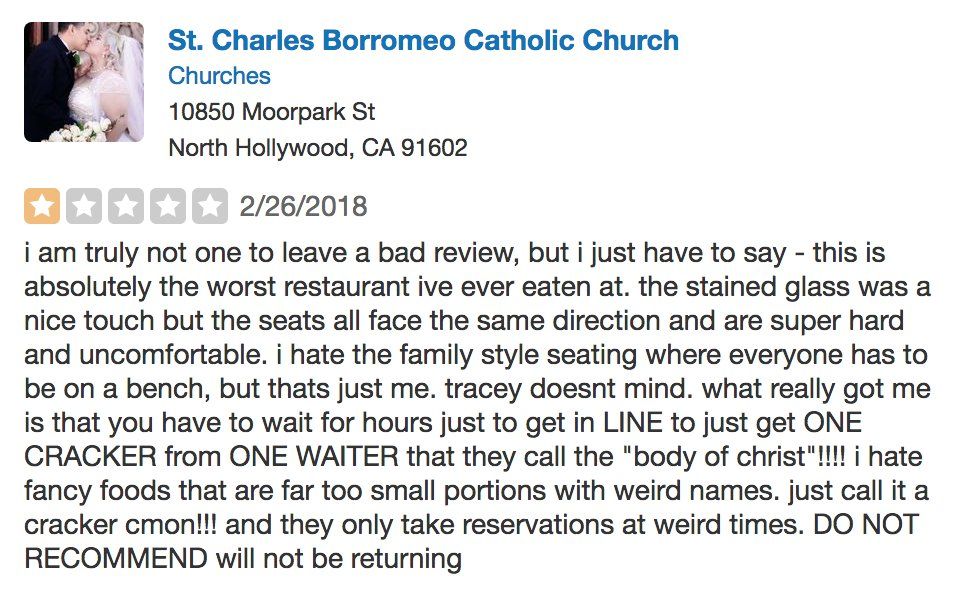 St. Charles Borromeo Catholic Church
Churches
10850 Moorpark St
North Hollywood, CA 91602
2/26/2018
i am truly not one to leave a bad review, but i just have to say - this is
absolutely the worst restaurant ive ever eaten at. the stained glass was a
nice touch but the seats all face the same direction and are super hard
and uncomfortable. i hate the family style seating where everyone has to
be on a bench, but thats just me. tracey doesnt mind. what really got me
is that you have to wait for hours just to get in LINE to just get ONE
CRACKER from ONE WAITER that they call the "body of christ"!!!! i hate
fancy foods that are far too small portions with weird names. just call it a
cracker cmon!!! and they only take reservations at weird times. DO NOT
RECOMMEND will not be returning